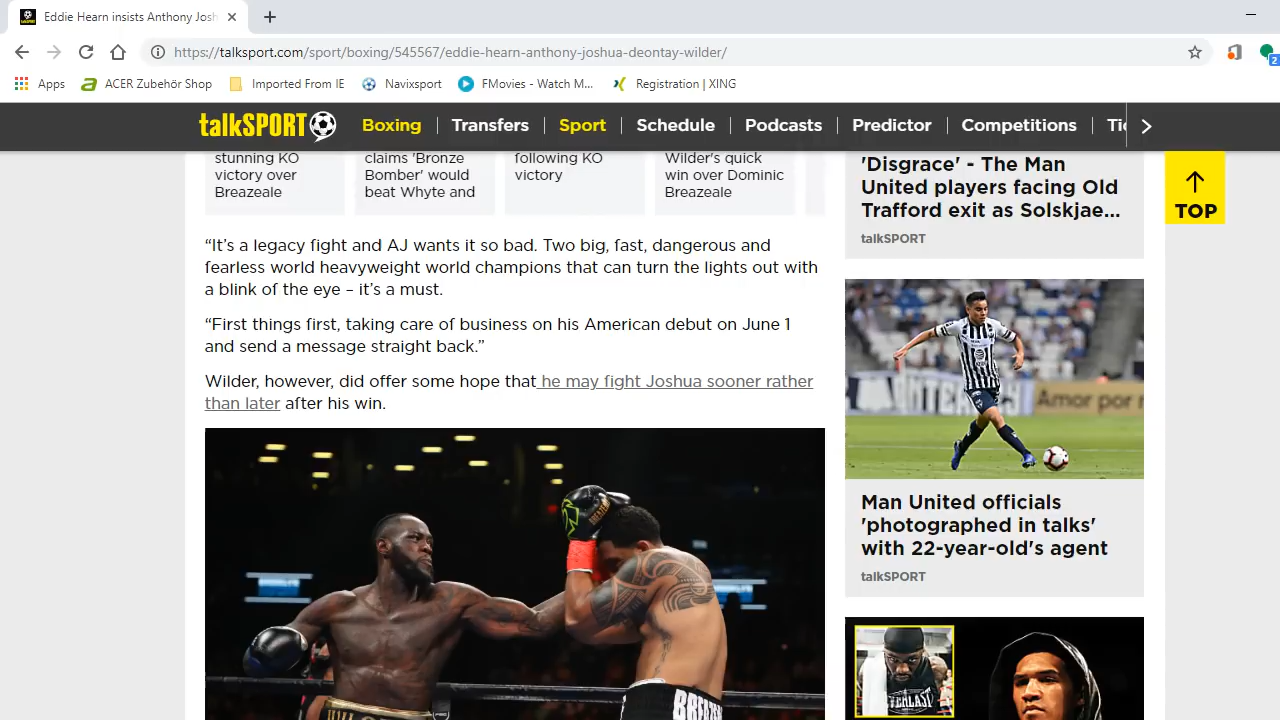 Eddie Hearn insists Anthony Josh
https://talksport.com/sport/boxing/545567/eddie-hearn-anthony-joshua-deontay-wilder/
2
Apps
ACER Zubehör Shop
Imported From IE
Navixsport
FMovies - Watch M...
Registration | XING
talkSPORT
Boxing
Transfers
Sport
Schedule
Podcasts
Predictor
Competitions
stunning KO
victory over
Breazeale
claims 'Bronze
Bomber' would
beat Whyte and
following KO
victory
Wilder's quick
win over Dominic
Breazeale
“It’s a legacy fight and AJ wants it so bad. Two big, fast, dangerous and
fearless world heavyweight world champions that can turn the lights out with
a blink of the eye – it’s a must.
“First things first, taking care of business on his American debut on June 1
and send a message straight back.”
Wilder, however, did offer some hope that he may fight Joshua sooner rather
than later after his win.
'Disgrace' - The Man
United players facing Old
Trafford exit as Solskjae...
talkSPORT
TOP
Amor por
Man United officials
'photographed in talks'
with 22-year-old's agent
talkSPORT
EVERLAST